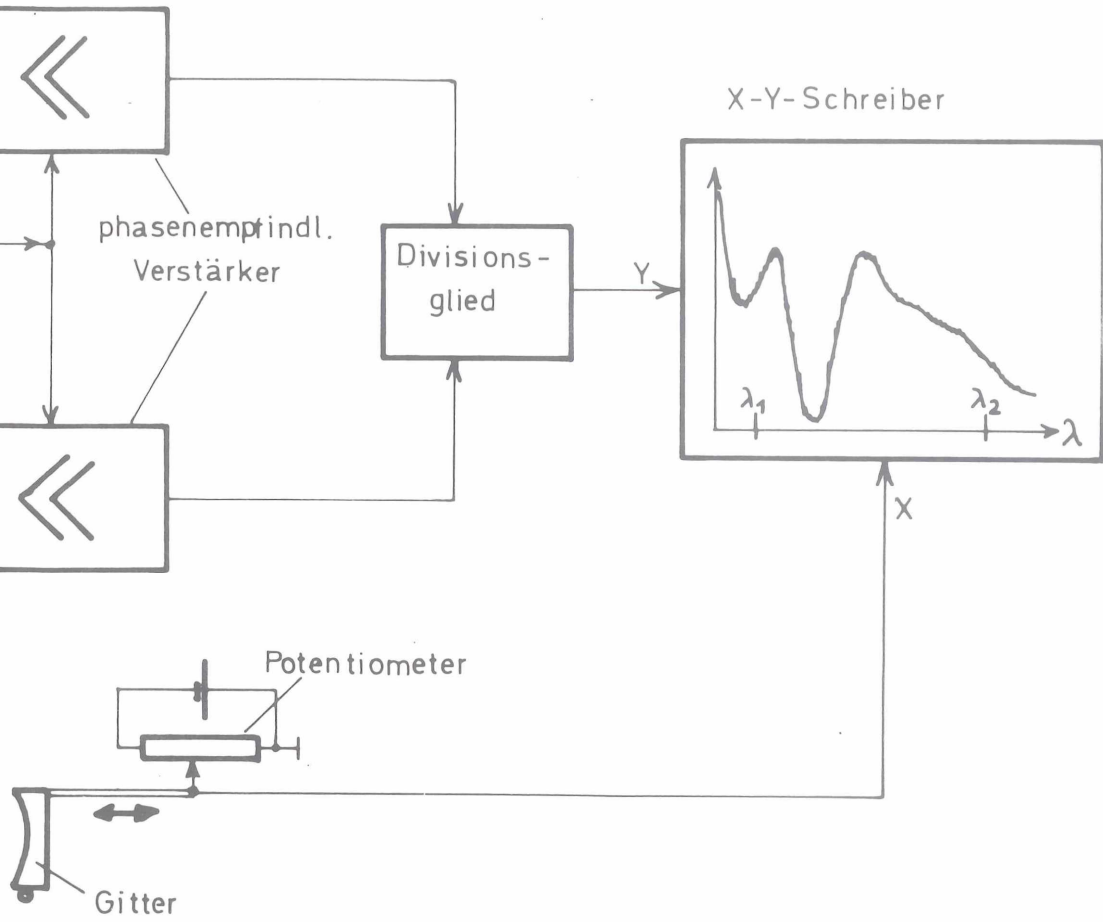 X-Y-Schreiber
phasenempfindl.
Verstärker
Divisions-
glied
Y
λ1
λ2
λ
X
Potentiometer
Gitter